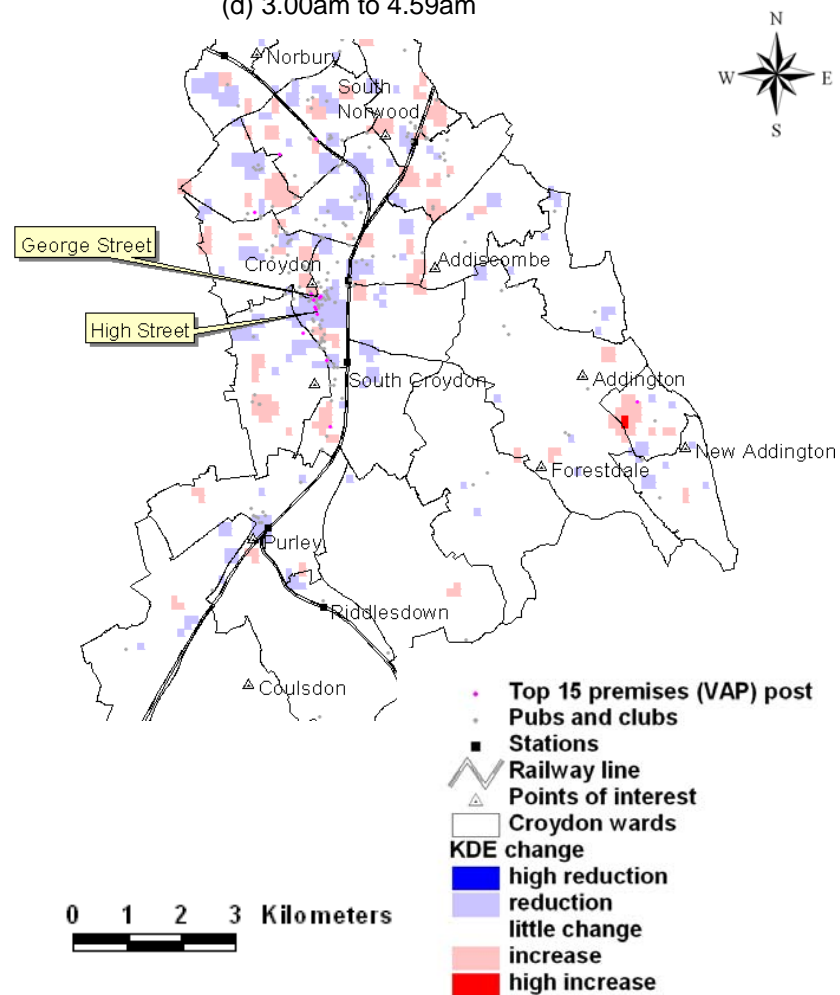 (d) 3.00am to 4.59am
N
W
E
S
Norbury
South
Norwood
George Street
Croydon
Addiscombe
High Street
South Croydon
Addington
New Addington
Forestdale
Purley
Riddlesdown
Coulsdon
Top 15 premises (VAP) post
Pubs and clubs
Stations
Railway line
Points of interest
Croydon wards
KDE change
high reduction
reduction
little change
increase
high increase
0 1 2 3 Kilometers